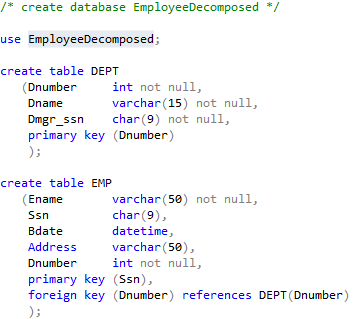 /* create database EmployeeDecomposed */
use EmployeeDecomposed;
create table DEPT
(Dnumber int not null,
Dname varchar(15) not null,
Dmgr_ssn char(9) not null,
primary key (Dnumber)
);
create table EMP
(Ename varchar(50) not null,
Ssn char(9),
Bdate datetime,
Address varchar(50),
Dnumber int not null,
primary key (Ssn),
foreign key (Dnumber) references DEPT(Dnumber)
);